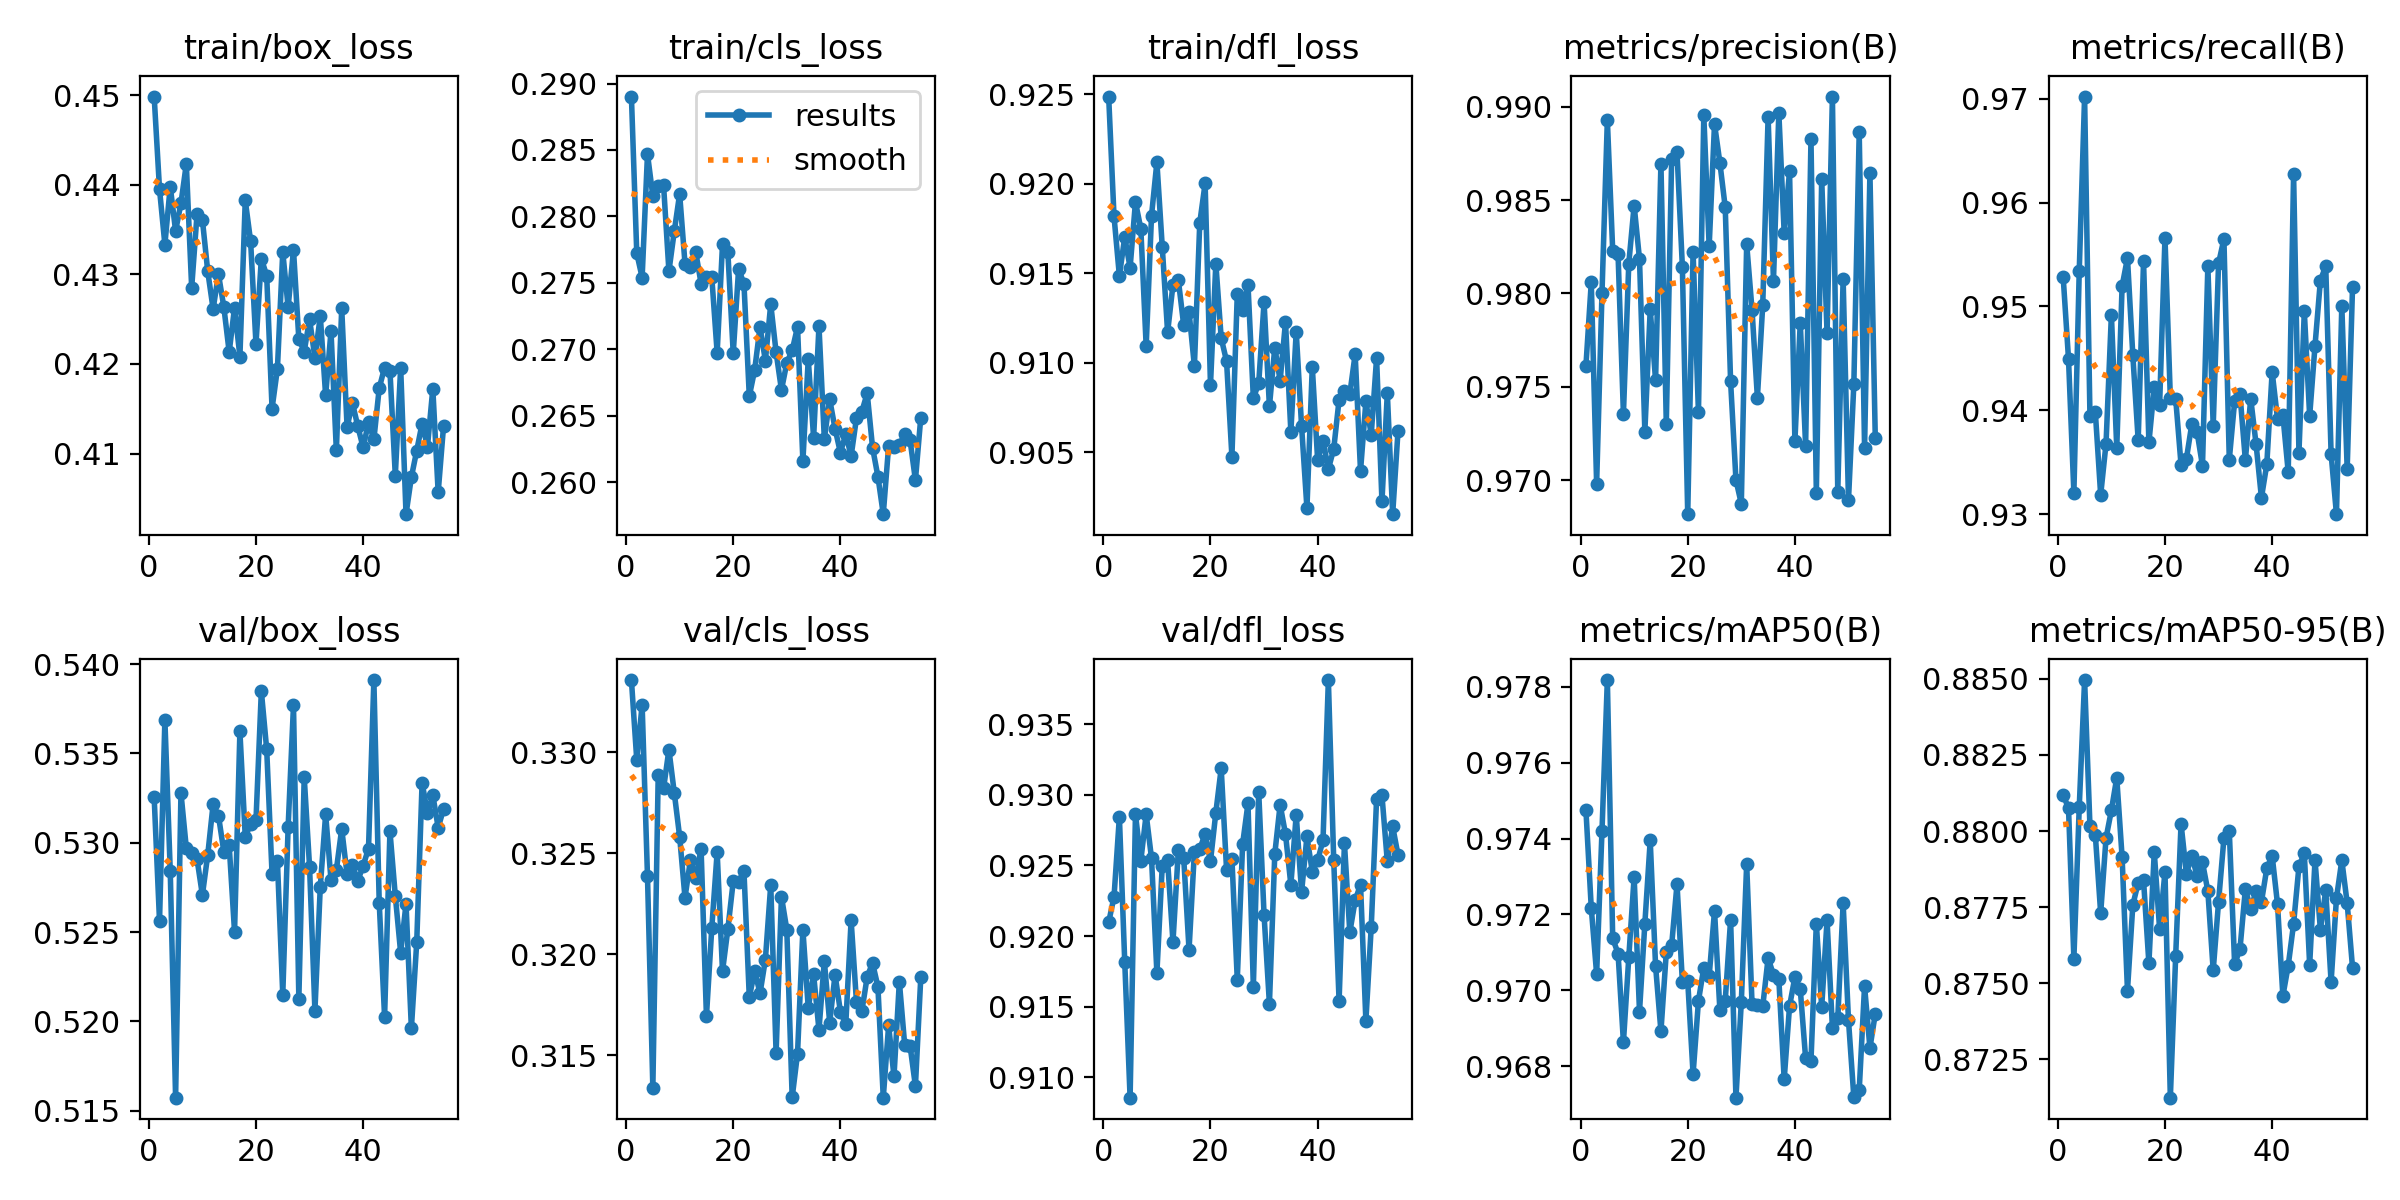 train/box_loss
0.45
0.44
0.43
0.42
0.41
0 20 40
train/cls_loss
0.290
0.285
0.280
0.275
0.270
0.265
0.260
results
smooth
0 20 40
train/dfl_loss
0.925
0.920
0.915
0.910
0.905
0 20 40
metrics/precision(B)
0.990
0.985
0.980
0.975
0.970
0 20 40
metrics/recall(B)
0.97
0.96
0.95
0.94
0.93
0 20 40
val/box_loss
0.540
0.535
0.530
0.525
0.520
0.515
0 20 40
val/cls_loss
0.330
0.325
0.320
0.315
0 20 40
val/dfl_loss
0.935
0.930
0.925
0.920
0.915
0.910
0 20 40
metrics/mAP50(B)
0.978
0.976
0.974
0.972
0.970
0.968
0 20 40
metrics/mAP50-95(B)
0.8850
0.8825
0.8800
0.8775
0.8750
0.8725
0 20 40